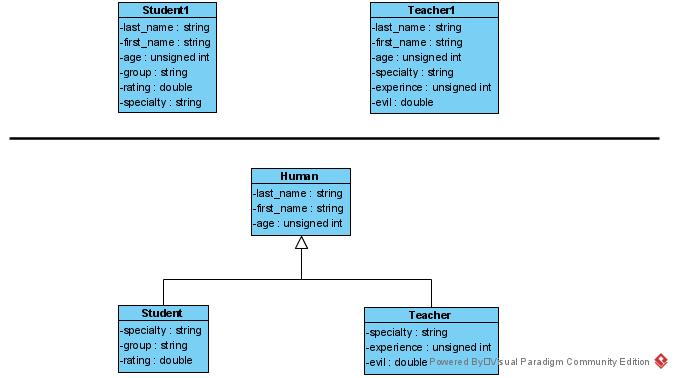 Student1
-last_name : string
-first_name : string
-age : unsigned int
-group : string
-rating : double
-specialty : string
Teacher1
-last_name : string
-first_name : string
-age : unsigned int
-specialty : string
-experince : unsigned int
-evil : double
Human
-last_name : string
-first_name : string
-age : unsigned int
Student
-specialty : string
-group : string
-rating : double
Teacher
-specialty : string
-experience : unsigned int
-evil : double
Powered By□Visual Paradigm Community Edition